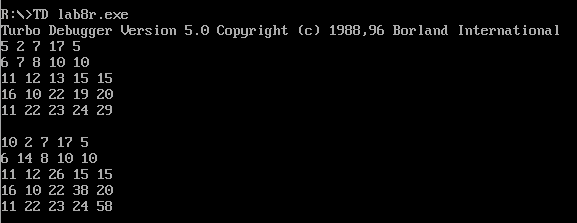 R:\>TD lab8r.exe
Turbo Debugger Version 5.0 Copyright (c) 1988,96 Borland International
5 2 7 17 5
6 7 8 10 10
11 12 13 15 15
16 10 22 19 20
11 22 23 24 29
10 2 7 17 5
6 14 8 10 10
11 12 26 15 15
16 10 22 38 20
11 22 23 24 58